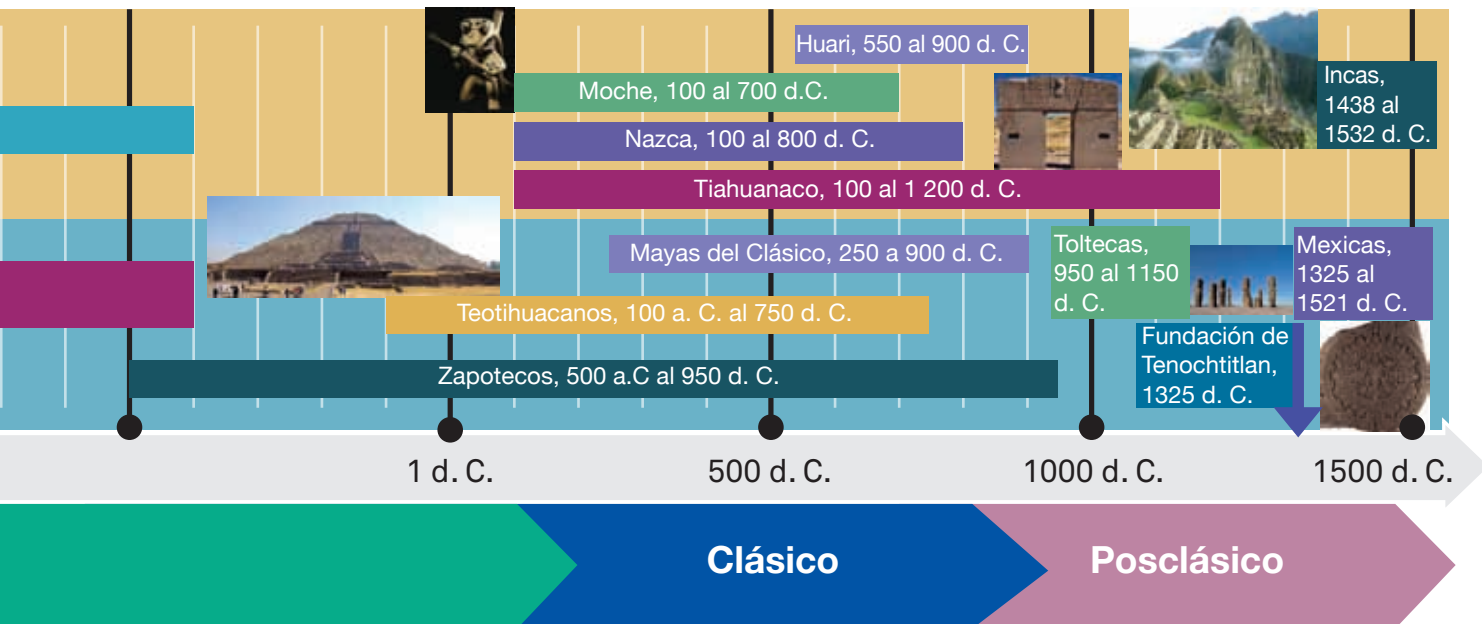 Huari, 550 al 900 d. C.
Moche, 100 al 700 d.C.
Nazca, 100 al 800 d. C.
Tiahuanaco, 100 al 1 200 d. C.
Incas,
1438 al
1532 d. C.
Mayas del Clásico, 250 a 900 d. C.
Toltecas,
950 al 1150
d. C.
Mexicas,
1325 al
1521 d. C.
Teotihuacanos, 100 a. C. al 750 d. C.
Fundación de
Tenochtitlan,
1325 d. C.
Zapotecos, 500 a.C al 950 d. C.
1 d. C.
500 d. C.
1000 d. C.
1500 d. C.
Clásico
Posclásico